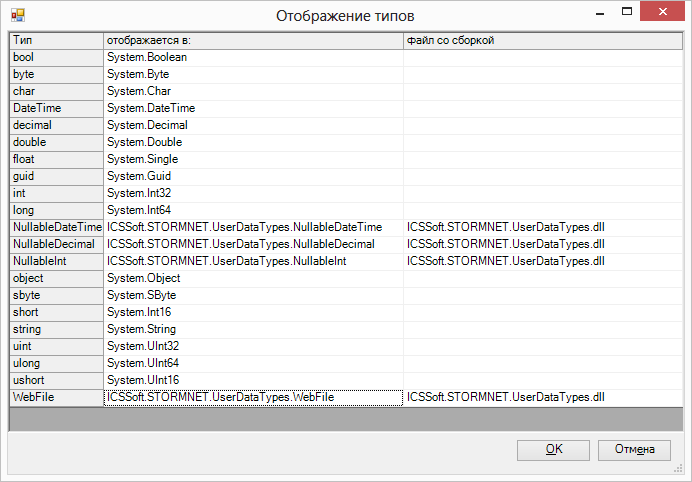 Отображение типов
Тип отображается в: файл со сборкой
bool System.Boolean
byte System.Byte
char System.Char
DateTime System.DateTime
decimal System.Decimal
double System.Double
float System.Single
guid System.Guid
int System.Int32
long System.Int64
NullableDateTime ICSSoft.STORMNET.UserDataTypes.NullableDateTime ICSSoft.STORMNET.UserDataTypes.dll
NullableDecimal ICSSoft.STORMNET.UserDataTypes.NullableDecimal ICSSoft.STORMNET.UserDataTypes.dll
NullableInt ICSSoft.STORMNET.UserDataTypes.NullableInt ICSSoft.STORMNET.UserDataTypes.dll
object System.Object
sbyte System.SByte
short System.Int16
string System.String
uint System.UInt32
ulong System.UInt64
ushort System.UInt16
WebFile ICSSoft.STORMNET.UserDataTypes.WebFile ICSSoft.STORMNET.UserDataTypes.dll
OK Отмена